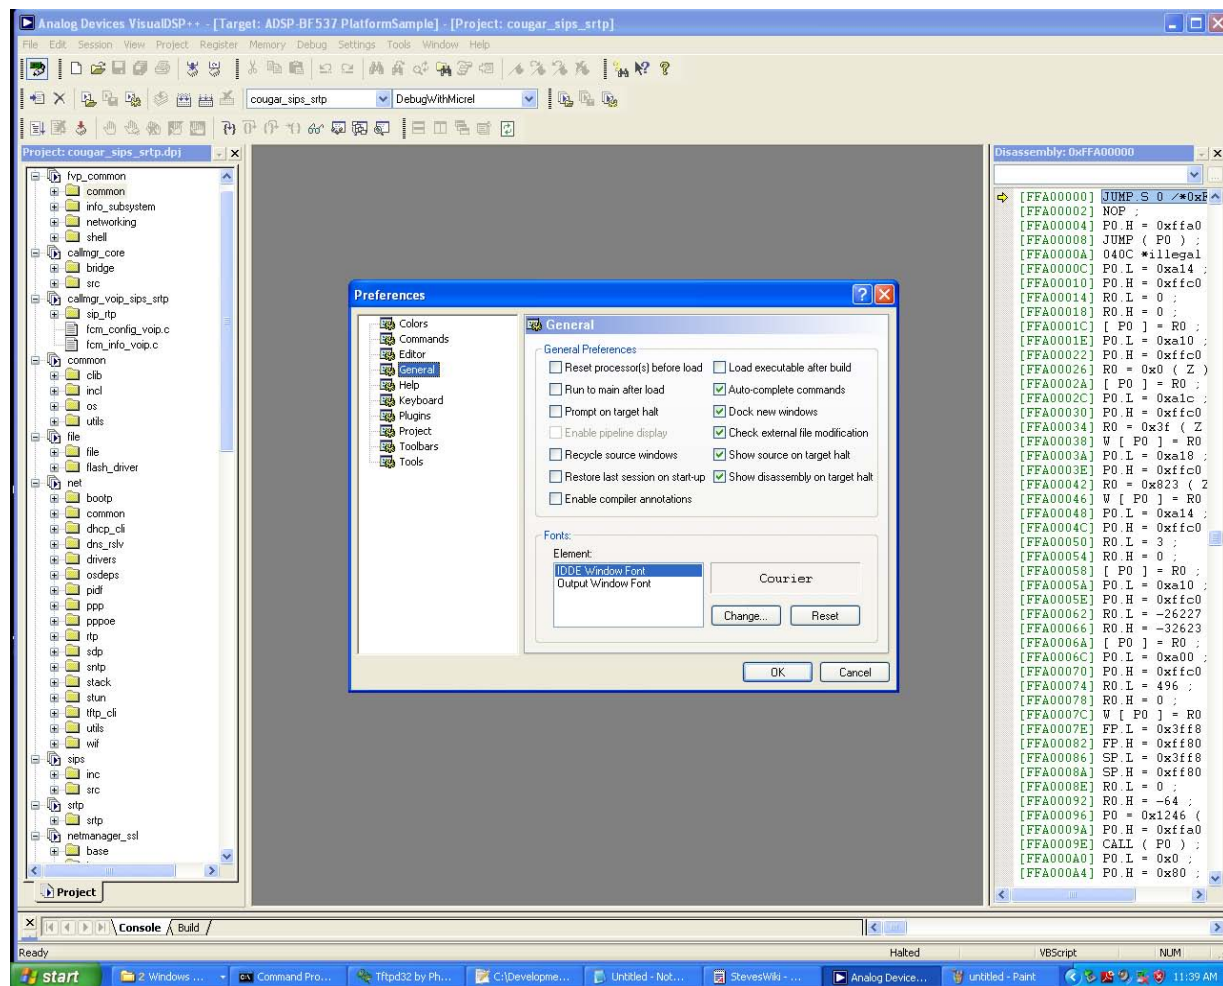 Analog Devices VisualDSP++ - [Target: ADSP-BF537 PlatformSample] - [Project: cougar_sips_srtp]
File Edit Session View Project Register Memory Debug Settings Tools Window Help
cougar_sips_srtp DebugWithMicrel
Project: cougar_sips_srtp.dpj
fvp_common
common
info_subsystem
networking
shell
callmgr_core
bridge
src
callmgr_voip_sips_srtp
sip_rtp
fcm_config_voip.c
fcm_info_voip.c
common
clib
incl
os
utils
file
file
flash_driver
net
bootp
common
dhcp_cli
dns_rslv
drivers
osdeps
pidf
ppp
pppoe
rtp
sdp
sntp
stack
stun
tftp_cli
utils
wif
sips
inc
src
srtp
srtp
netmanager_ssl
base
Project
Preferences
Colors
Commands
Editor
General
Help
Keyboard
Plugins
Project
Toolbars
Tools
General
General Preferences
Reset processor(s) before load Load executable after build
Run to main after load Auto-complete commands
Prompt on target halt Dock new windows
Enable pipeline display Check external file modification
Recycle source windows Show source on target halt
Restore last session on start-up Show disassembly on target halt
Enable compiler annotations
Fonts:
Element:
IDDE Window Font
Output Window Font
Courier
Change... Reset
OK Cancel
Disassembly: 0xFFA00000
[FFA00000] JUMP.S 0 /*0xF
[FFA00002] NOP ;
[FFA00004] P0.H = 0xffa0
[FFA00008] JUMP ( P0 ) ;
[FFA0000A] 040C *illegal
[FFA0000C] P0.L = 0xa14 ;
[FFA00010] P0.H = 0xffc0
[FFA00014] R0.L = 0 ;
[FFA00018] R0.H = 0 ;
[FFA0001C] [ P0 ] = R0 ;
[FFA0001E] P0.L = 0xa10 ;
[FFA00022] P0.H = 0xffc0
[FFA00026] R0 = 0x0 ( Z )
[FFA0002A] [ P0 ] = R0 ;
[FFA0002C] P0.L = 0xa1c ;
[FFA00030] P0.H = 0xffc0
[FFA00034] R0 = 0x3f ( Z
[FFA00038] W [ P0 ] = R0
[FFA0003A] P0.L = 0xa18 ;
[FFA0003E] P0.H = 0xffc0
[FFA00042] R0 = 0x823 ( Z
[FFA00046] W [ P0 ] = R0
[FFA00048] P0.L = 0xa14 ;
[FFA0004C] P0.H = 0xffc0
[FFA00050] R0.L = 3 ;
[FFA00054] R0.H = 0 ;
[FFA00058] [ P0 ] = R0 ;
[FFA0005A] P0.L = 0xa10 ;
[FFA0005E] P0.H = 0xffc0
[FFA00062] R0.L = -26227
[FFA00066] R0.H = -32623
[FFA0006A] [ P0 ] = R0 ;
[FFA0006C] P0.L = 0xa00 ;
[FFA00070] P0.H = 0xffc0
[FFA00074] R0.L = 496 ;
[FFA00078] R0.H = 0 ;
[FFA0007C] W [ P0 ] = R0
[FFA0007E] FP.L = 0x3ff8
[FFA00082] FP.H = 0xff80
[FFA00086] SP.L = 0x3ff8
[FFA0008A] SP.H = 0xff80
[FFA0008E] R0.L = 0 ;
[FFA00092] R0.H = -64 ;
[FFA00096] P0 = 0x1246 (
[FFA0009A] P0.H = 0xffa0
[FFA0009E] CALL ( P0 ) ;
[FFA000A0] P0.L = 0x0 ;
[FFA000A4] P0.H = 0x80 ;
Console Build
Ready Halted VBScript NUM
start 2 Windows ... Command Pro... Tftpd32 by Ph... C:\Developme... Untitled - Not... StevesWiki - ... Analog Device... untitled - Paint 11:39 AM